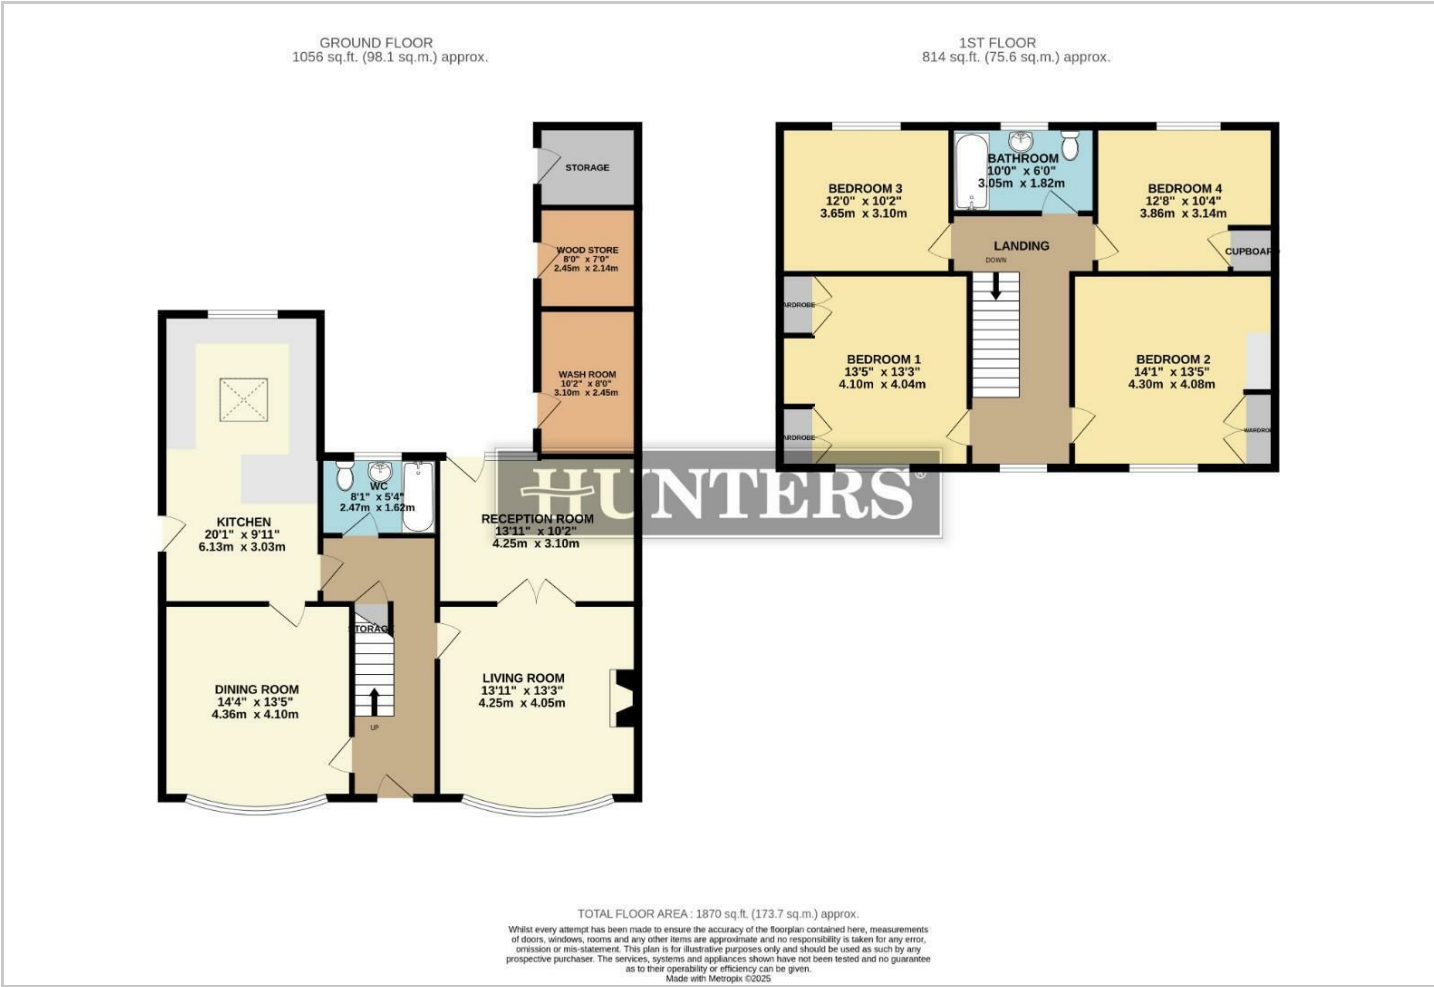 GROUND FLOOR
1056 sq.ft. (98.1 sq.m.) approx.
1ST FLOOR
814 sq.ft. (75.6 sq.m.) approx.
STORAGE
WOOD STORE
8'0" x 7'0"
2.45m x 2.14m
WASH ROOM
10'2" x 8'0"
3.10m x 2.45m
WC
8'1" x 5'4"
2.47m x 1.62m
KITCHEN
20'1" x 9'11"
6.13m x 3.03m
RECEPTION ROOM
13'11" x 10'2"
4.25m x 3.10m
STORAGE
UP
DINING ROOM
14'4" x 13'5"
4.36m x 4.10m
LIVING ROOM
13'11" x 13'3"
4.25m x 4.05m
BEDROOM 3
12'0" x 10'2"
3.65m x 3.10m
BATHROOM
10'0" x 6'0"
3.05m x 1.82m
BEDROOM 4
12'8" x 10'4"
3.86m x 3.14m
LANDING
DOWN
CUPBOARD
ARDROBE
BEDROOM 1
13'5" x 13'3"
4.10m x 4.04m
ARDROBE
BEDROOM 2
14'1" x 13'5"
4.30m x 4.08m
WARDROB
HUNTERS®
TOTAL FLOOR AREA : 1870 sq.ft. (173.7 sq.m.) approx.
Whilst every attempt has been made to ensure the accuracy of the floorplan contained here, measurements
of doors, windows, rooms and any other items are approximate and no responsibility is taken for any error,
omission or mis-statement. This plan is for illustrative purposes only and should be used as such by any
prospective purchaser. The services, systems and appliances shown have not been tested and no guarantee
as to their operability or efficiency can be given.
Made with Metropix ©2025